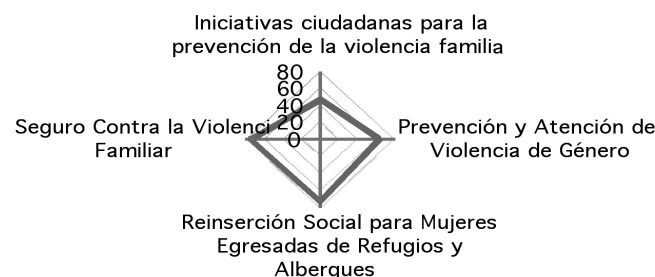 Iniciativas ciudadanas para la
prevención de la violencia familia
80
60
40
20
0
Seguro Contra la Violenci
Familiar
Prevención y Atención de
Violencia de Género
Reinserción Social para Mujeres
Egresadas de Refugios y
Albergues